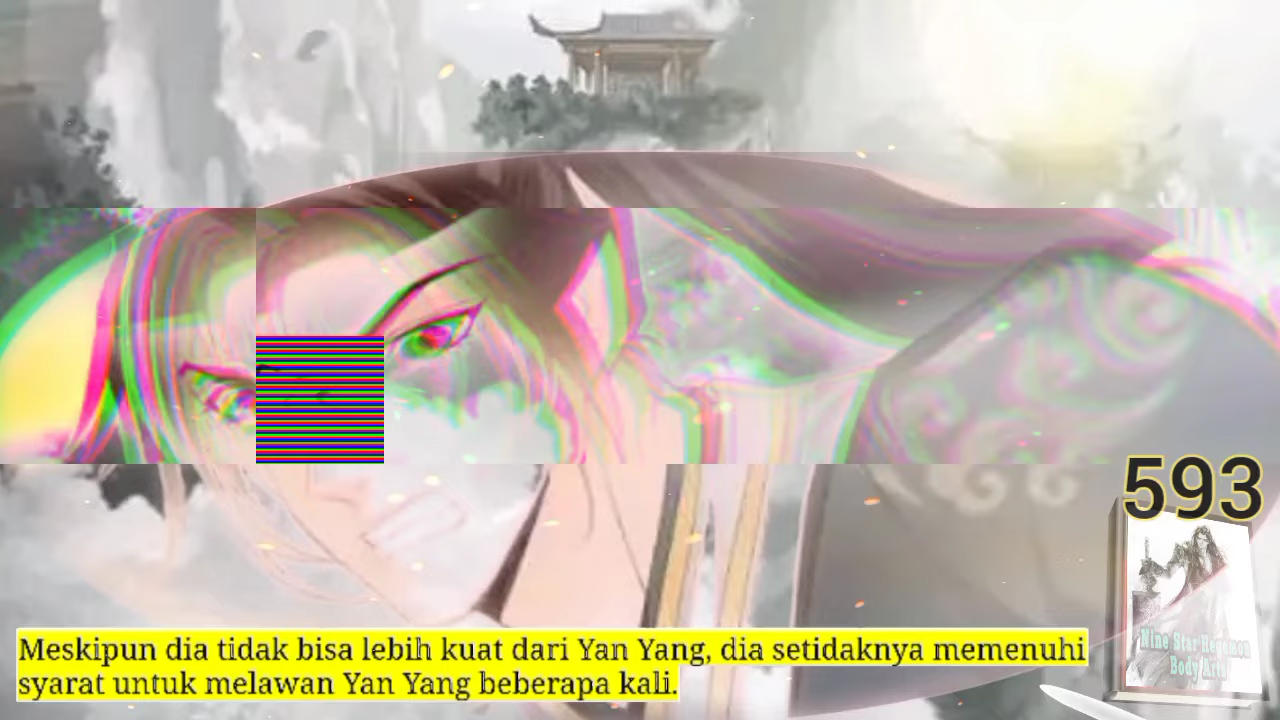 593
Nine Star Hegemon
Body Arts
Meskipun dia tidak bisa lebih kuat dari Yan Yang, dia setidaknya memenuhi
syarat untuk melawan Yan Yang beberapa kali.